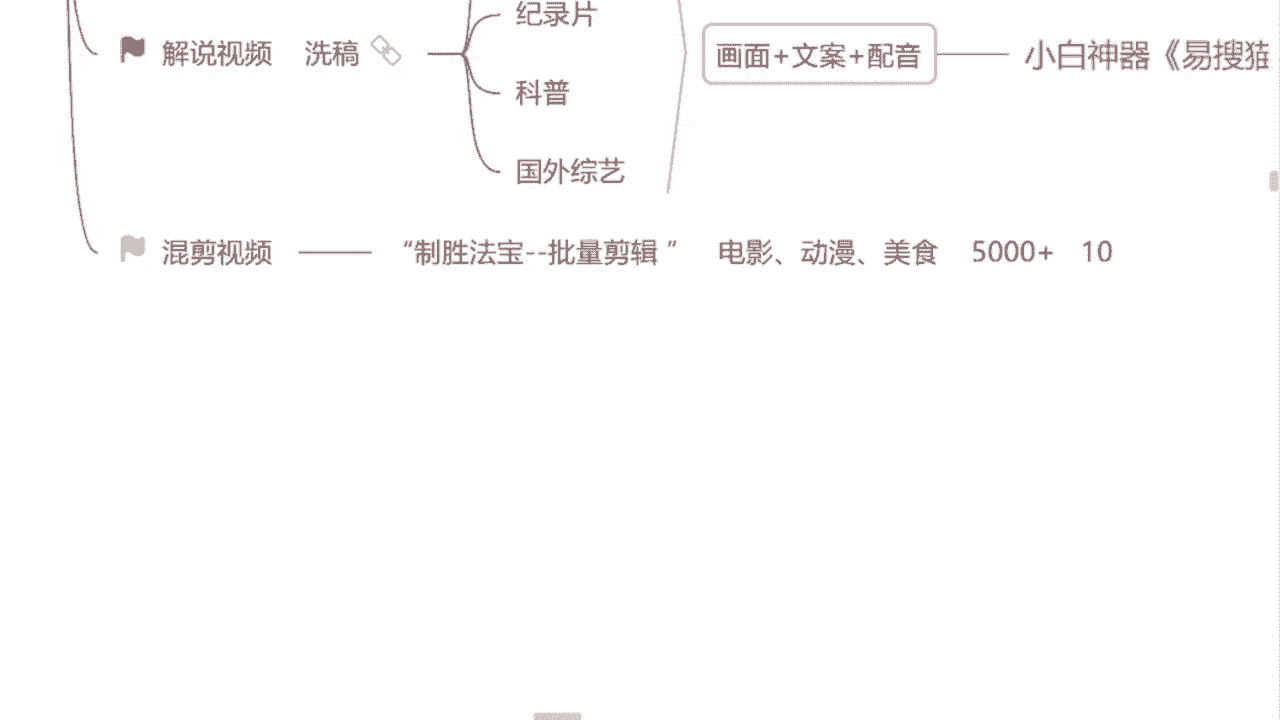 纪录片
解说视频 洗稿 画面+文案+配音 小白神器《易搜猫
科普
国外综艺
混剪视频 “制胜法宝--批量剪辑 ” 电影、动漫、美食 5000+ 10